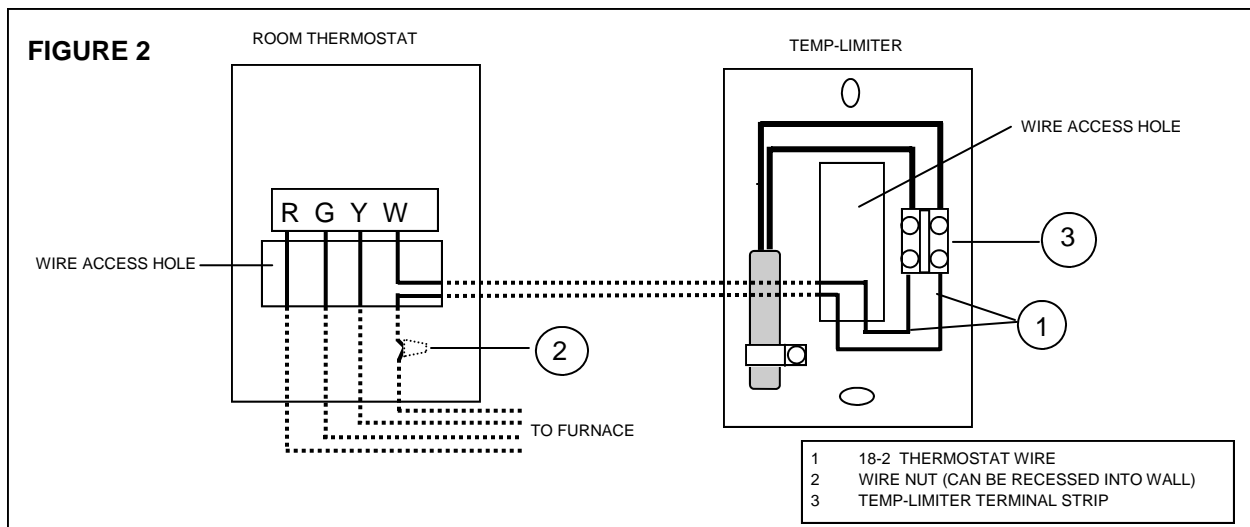 FIGURE 2
ROOM THERMOSTAT
TEMP-LIMITER
WIRE ACCESS HOLE
R G Y W
WIRE ACCESS HOLE
3
2
1
TO FURNACE
1 18-2 THERMOSTAT WIRE
2 WIRE NUT (CAN BE RECESSED INTO WALL)
3 TEMP-LIMITER TERMINAL STRIP